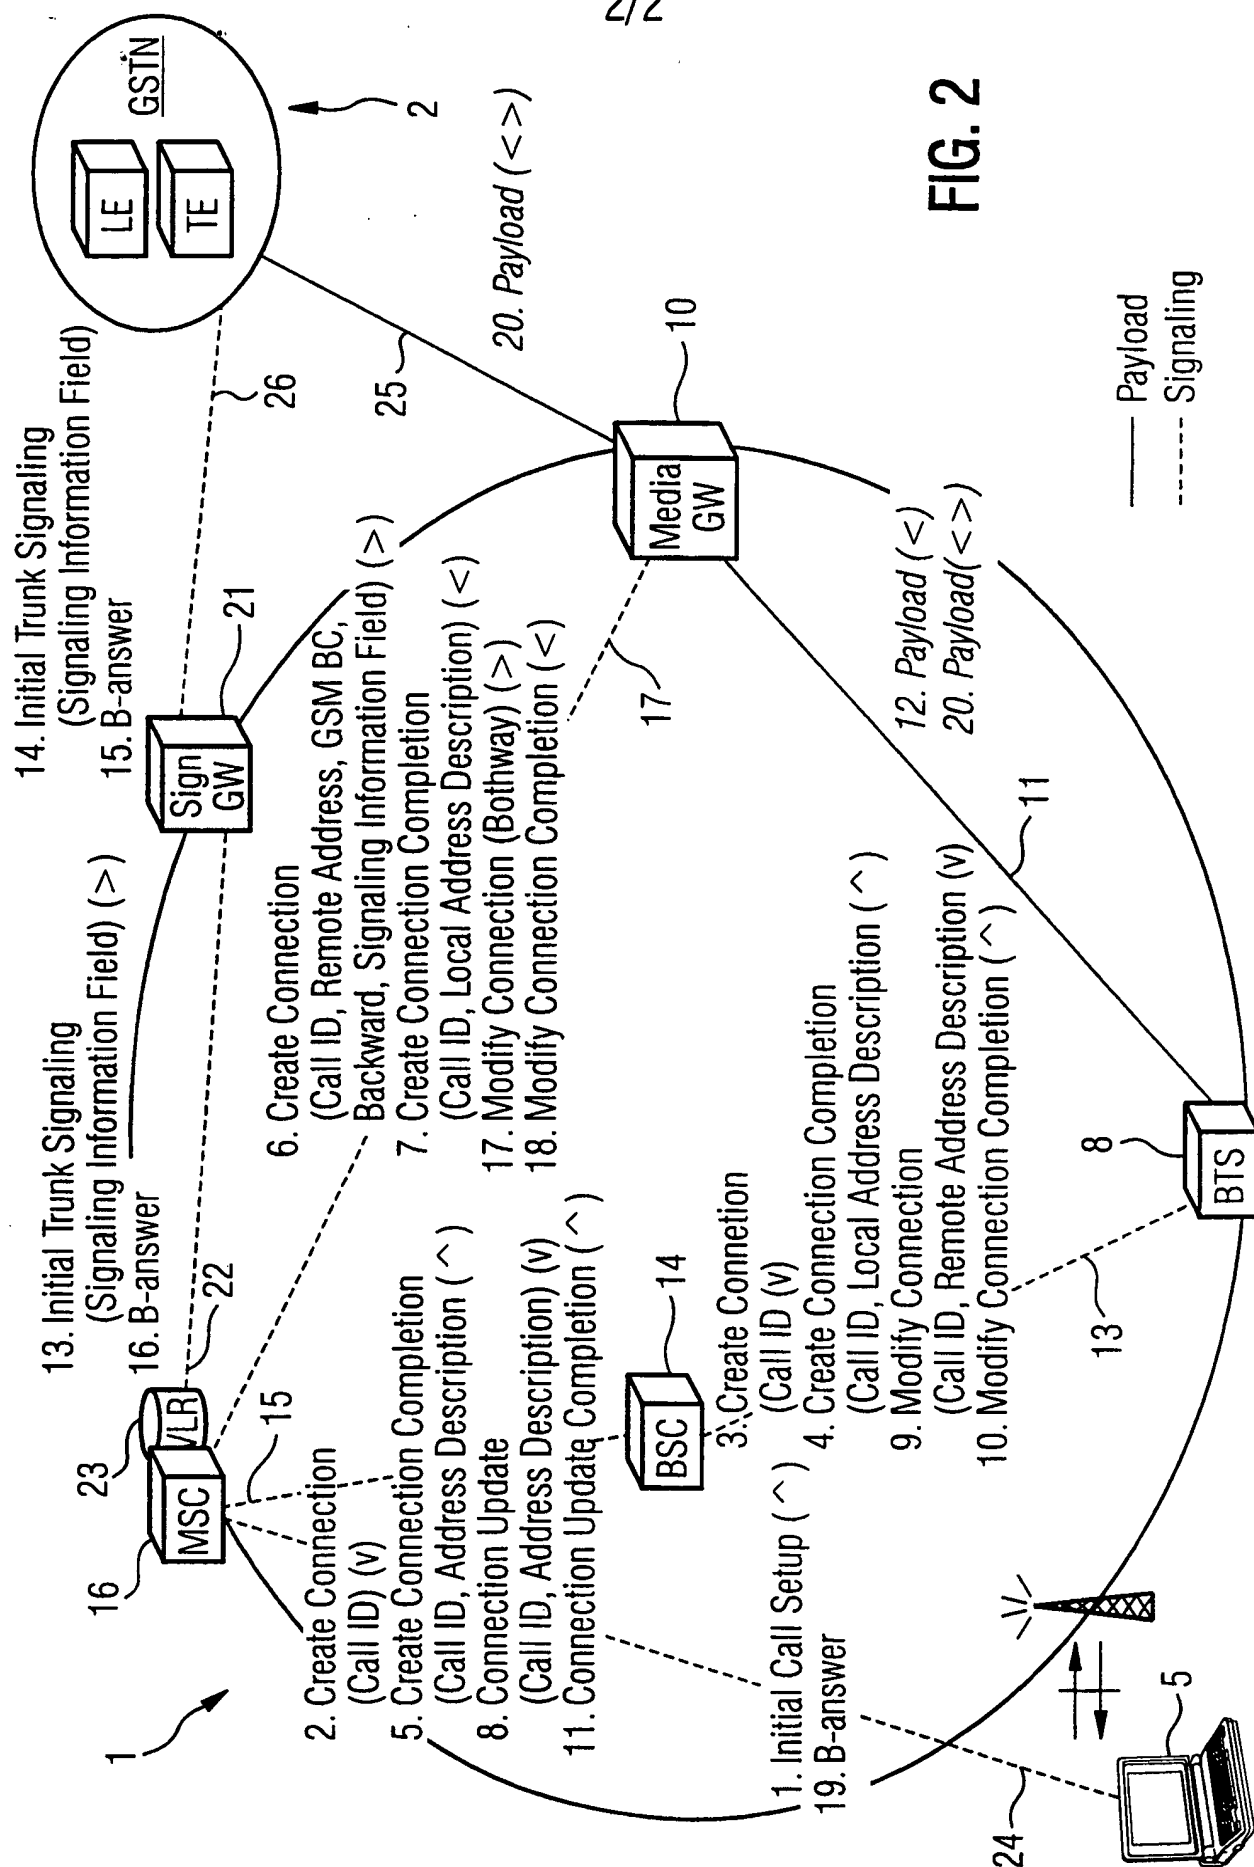 2/2
13. Initial Trunk Signaling
(Signaling Information Field) (>)
16. B-answer
14. Initial Trunk Signaling
(Signaling Information Field)
15. B-answer
GSTN
LE
TE
2
1
16
MSC
23
VLR
22
Sign
GW
21
26
25
20. Payload (< >)
15
2. Create Connection
(Call ID) (v)
5. Create Connection Completion
(Call ID, Address Description) (^)
8. Connection Update
(Call ID, Address Description) (v)
11. Connection Update Completion (^)
6. Create Connection
(Call ID, Remote Address, GSM BC,
Backward, Signaling Information Field) (>)
7. Create Connection Completion
(Call ID, Local Address Description) (<)
17. Modify Connection (Bothway) (>)
18. Modify Connection Completion (<)
17
Media
GW
10
BSC
14
3. Create Connetion
(Call ID (v)
4. Create Connection Completion
(Call ID, Local Address Description (^)
9. Modify Connection
(Call ID, Remote Address Description (v)
10. Modify Connection Completion (^)
12. Payload (<)
20. Payload(< >)
11
1. Initial Call Setup (^)
19. B-answer
24
5
13
8
BTS
Payload
Signaling
FIG. 2